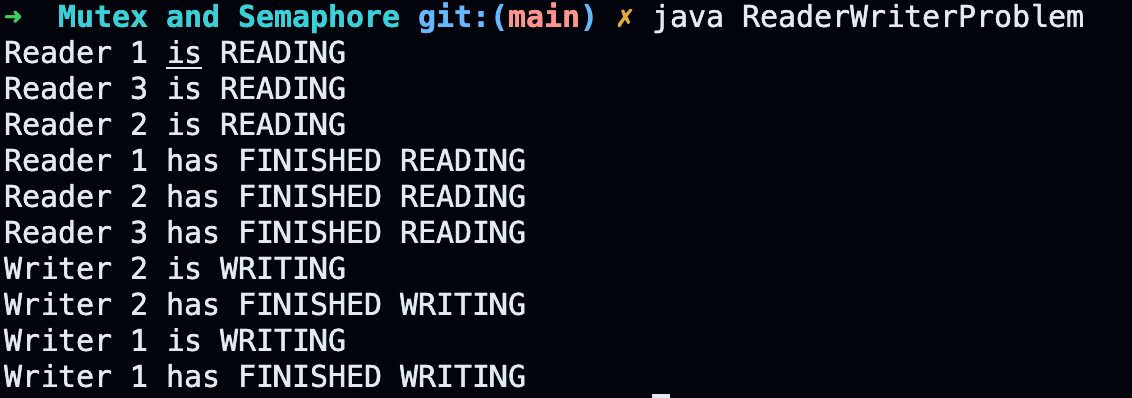 ➜  Mutex and Semaphore git:(main) ✗ java ReaderWriterProblem
Reader 1 is READING
Reader 3 is READING
Reader 2 is READING
Reader 1 has FINISHED READING
Reader 2 has FINISHED READING
Reader 3 has FINISHED READING
Writer 2 is WRITING
Writer 2 has FINISHED WRITING
Writer 1 is WRITING
Writer 1 has FINISHED WRITING